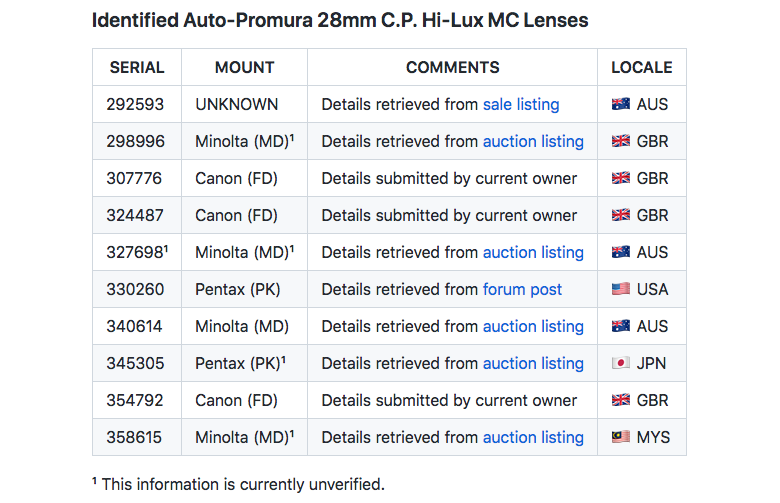 Identified Auto-Promura 28mm C.P. Hi-Lux MC Lenses
SERIAL MOUNT COMMENTS LOCALE
292593 UNKNOWN Details retrieved from sale listing AUS
298996 Minolta (MD)¹ Details retrieved from auction listing GBR
307776 Canon (FD) Details submitted by current owner GBR
324487 Canon (FD) Details submitted by current owner GBR
327698¹ Minolta (MD)¹ Details retrieved from auction listing AUS
330260 Pentax (PK) Details retrieved from forum post USA
340614 Minolta (MD) Details retrieved from auction listing AUS
345305 Pentax (PK)¹ Details retrieved from auction listing JPN
354792 Canon (FD) Details submitted by current owner GBR
358615 Minolta (MD)¹ Details retrieved from auction listing MYS
¹ This information is currently unverified.